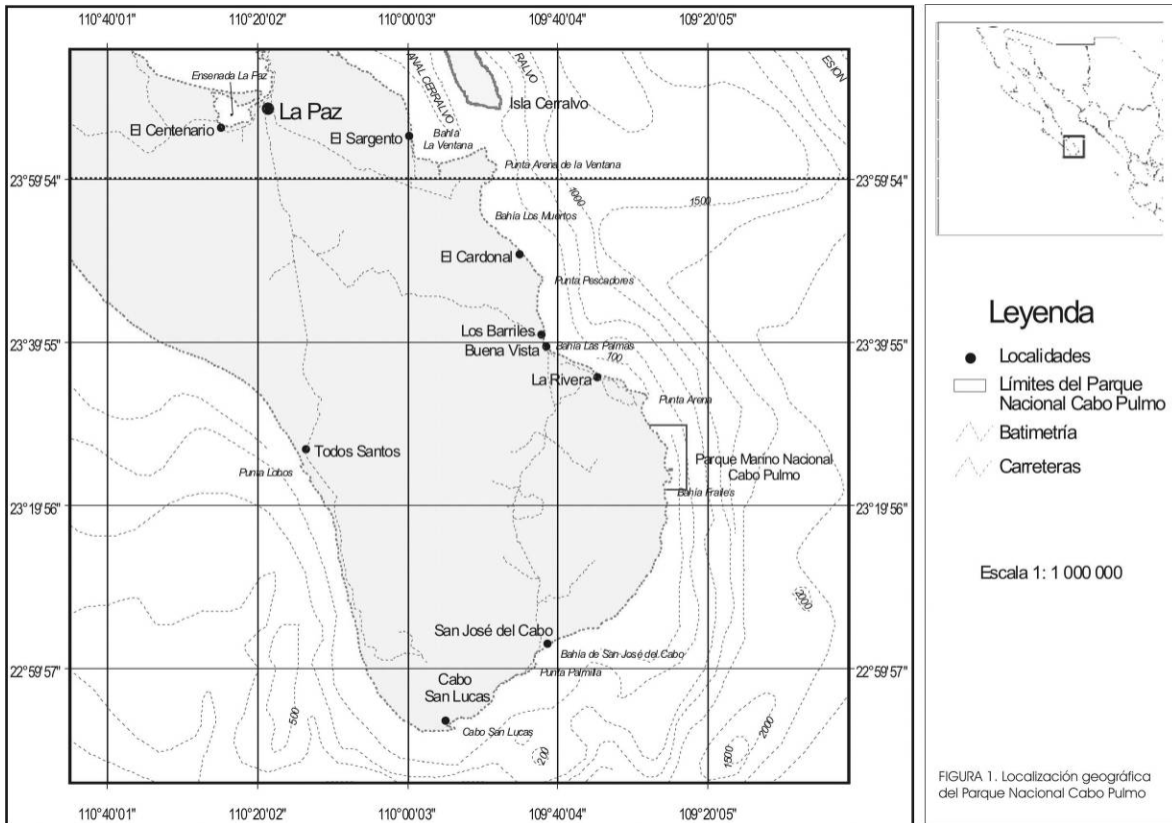 110°40'01" 110°20'02" 110°00'03" 109°40'04" 109°20'05"
Ensenada La Paz
La Paz
El Centenario
El Sargento
ANAL CERRALVO
RALVO
ESION
Isla Cerralvo
Bahía
La Ventana
Punta Arena de la Ventana
23°59'54" 23°59'54"
1000
1500
Bahía Los Muertos
El Cardonal
Punta Pescadores
Los Barriles
23°39'55" 23°39'55"
Buena Vista
Bahía Las Palmas
700
La Rivera
Punta Arena
Todos Santos
Punta Lobos
Parque Marino Nacional
Cabo Pulmo
Bahía Frailes
23°19'56" 23°19'56"
2000
San José del Cabo
Bahía de San José del Cabo
22°59'57" 22°59'57"
Punta Palmilla
Cabo
San Lucas
Cabo San Lucas
500
200
1500
2000
110°40'01" 110°20'02" 110°00'03" 109°40'04" 109°20'05"
Leyenda
Localidades
Límites del Parque
Nacional Cabo Pulmo
Batimetría
Carreteras
Escala 1: 1 000 000
FIGURA 1. Localización geográfica
del Parque Nacional Cabo Pulmo